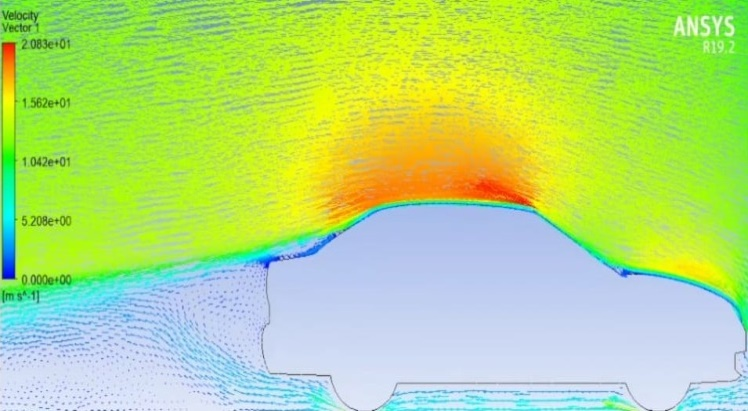 Velocity
Vector 1
2.083e+01
1.562e+01
1.042e+01
5.208e+00
0.000e+00
[m s^-1]
ANSYS
R19.2